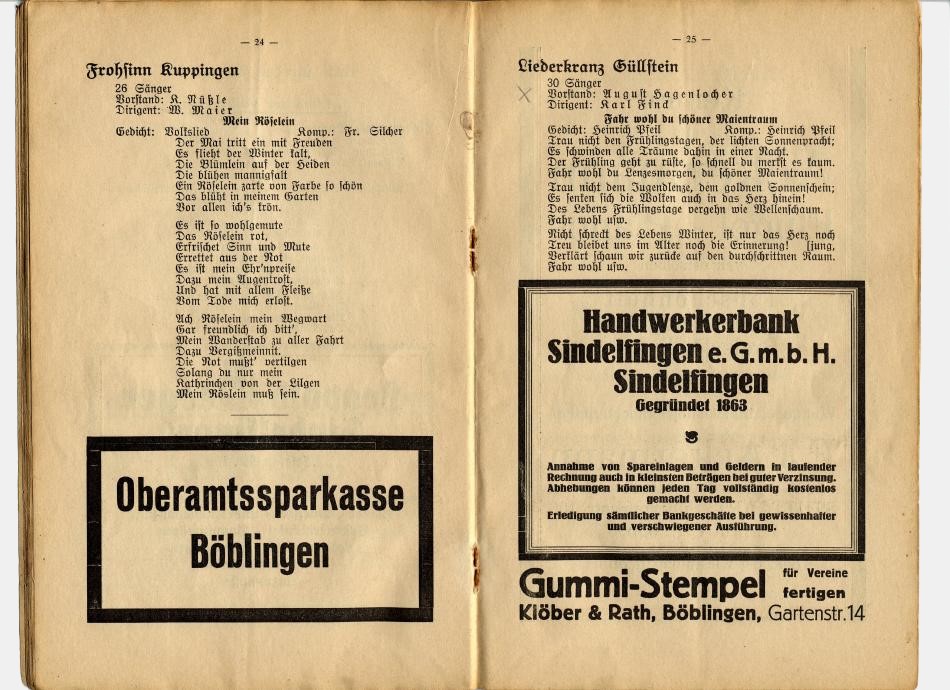 — 24 —
Frohsinn Kuppingen
26 Sänger
Vorstand: K. Nüßle
Dirigent: W. Maier
Mein Röselein
Gedicht: Volkslied Komp.: Fr. Silcher
Der Mai tritt ein mit Freuden
Es flieht der Winter kalt,
Die Blümlein auf der Heiden
Die blühen mannigfalt
Ein Röselein zarte von Farbe so schön
Das blüht in meinem Garten
Vor allen ich's krön.
Es ist so wohlgemute
Das Röselein rot,
Erfrischet Sinn und Mute
Errettet aus der Not
Es ist mein Ehr'npreise
Dazu mein Augentrost,
Und hat mit allem Fleiße
Vom Tode mich erlost.
Ach Röselein mein Wegwart
Gar freundlich ich bitt',
Mein Wanderstab zu aller Fahrt
Dazu Vergißmeinnit.
Die Not mußt' vertilgen
Solang du nur mein
Kathrinchen von der Lilgen
Mein Röslein muß sein.
Oberamtssparkasse
Böblingen
— 25 —
Liederkranz Güllstein
30 Sänger
Vorstand: August Hagenlocher
Dirigent: Karl Finck
Fahr wohl du schöner Maientraum
Gedicht: Heinrich Pfeil Komp.: Heinrich Pfeil
Trau nicht den Frühlingstagen, der lichten Sonnenpracht;
Es schwinden alle Träume dahin in einer Nacht.
Der Frühling geht zu rüste, so schnell du merkst es kaum.
Fahr wohl du Lenzesmorgen, du schöner Maientraum!
Trau nicht dem Jugendlenze, dem goldnen Sonnenschein;
Es senken sich die Wolken auch in das Herz hinein!
Des Lebens Frühlingstage vergehn wie Wellenschaum.
Fahr wohl usw.
Nicht schreckt des Lebens Winter, ist nur das Herz noch
Treu bleibet uns im Alter noch die Erinnerung! [jung,
Verklärt schaun wir zurücke auf den durchschrittnen Raum.
Fahr wohl usw.
Handwerkerbank
Sindelfingen e.G.m.b.H.
Sindelfingen
Gegründet 1863
Annahme von Spareinlagen und Geldern in laufender
Rechnung auch in kleinsten Beträgen bei guter Verzinsung.
Abhebungen können jeden Tag vollständig kostenlos
gemacht werden.
Erledigung sämtlicher Bankgeschäfte bei gewissenhafter
und verschwiegener Ausführung.
Gummi-Stempel für Vereine
fertigen
Klöber & Rath, Böblingen, Gartenstr.14